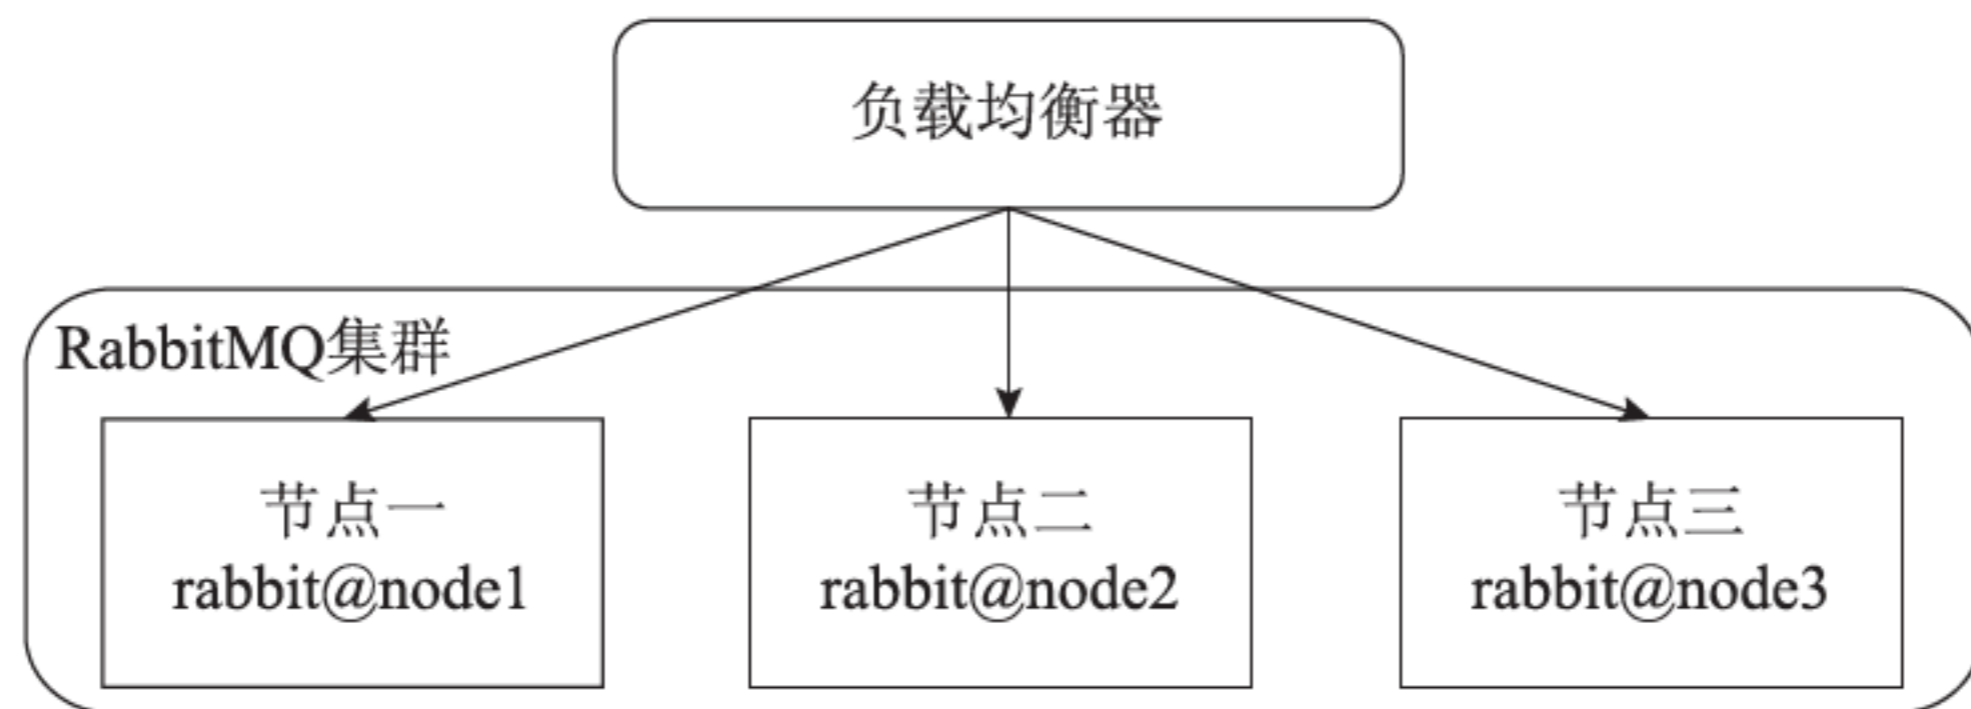 负载均衡器
RabbitMQ集群
节点一
rabbit@node1
节点二
rabbit@node2
节点三
rabbit@node3